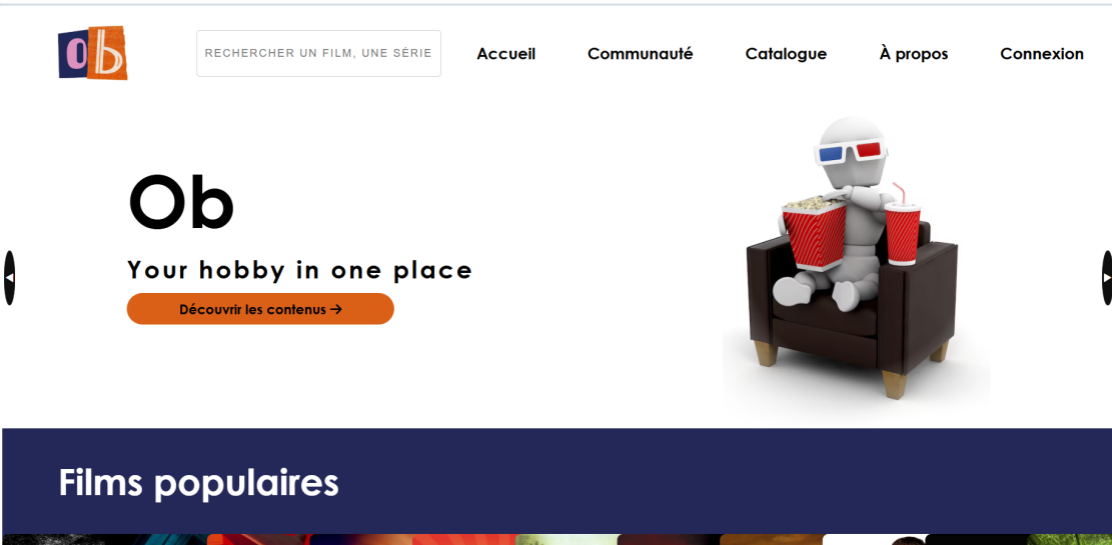 ob
RECHERCHER UN FILM, UNE SÉRIE
Accueil
Communauté
Catalogue
À propos
Connexion
Ob
Your hobby in one place
Découvrir les contenus →
Films populaires